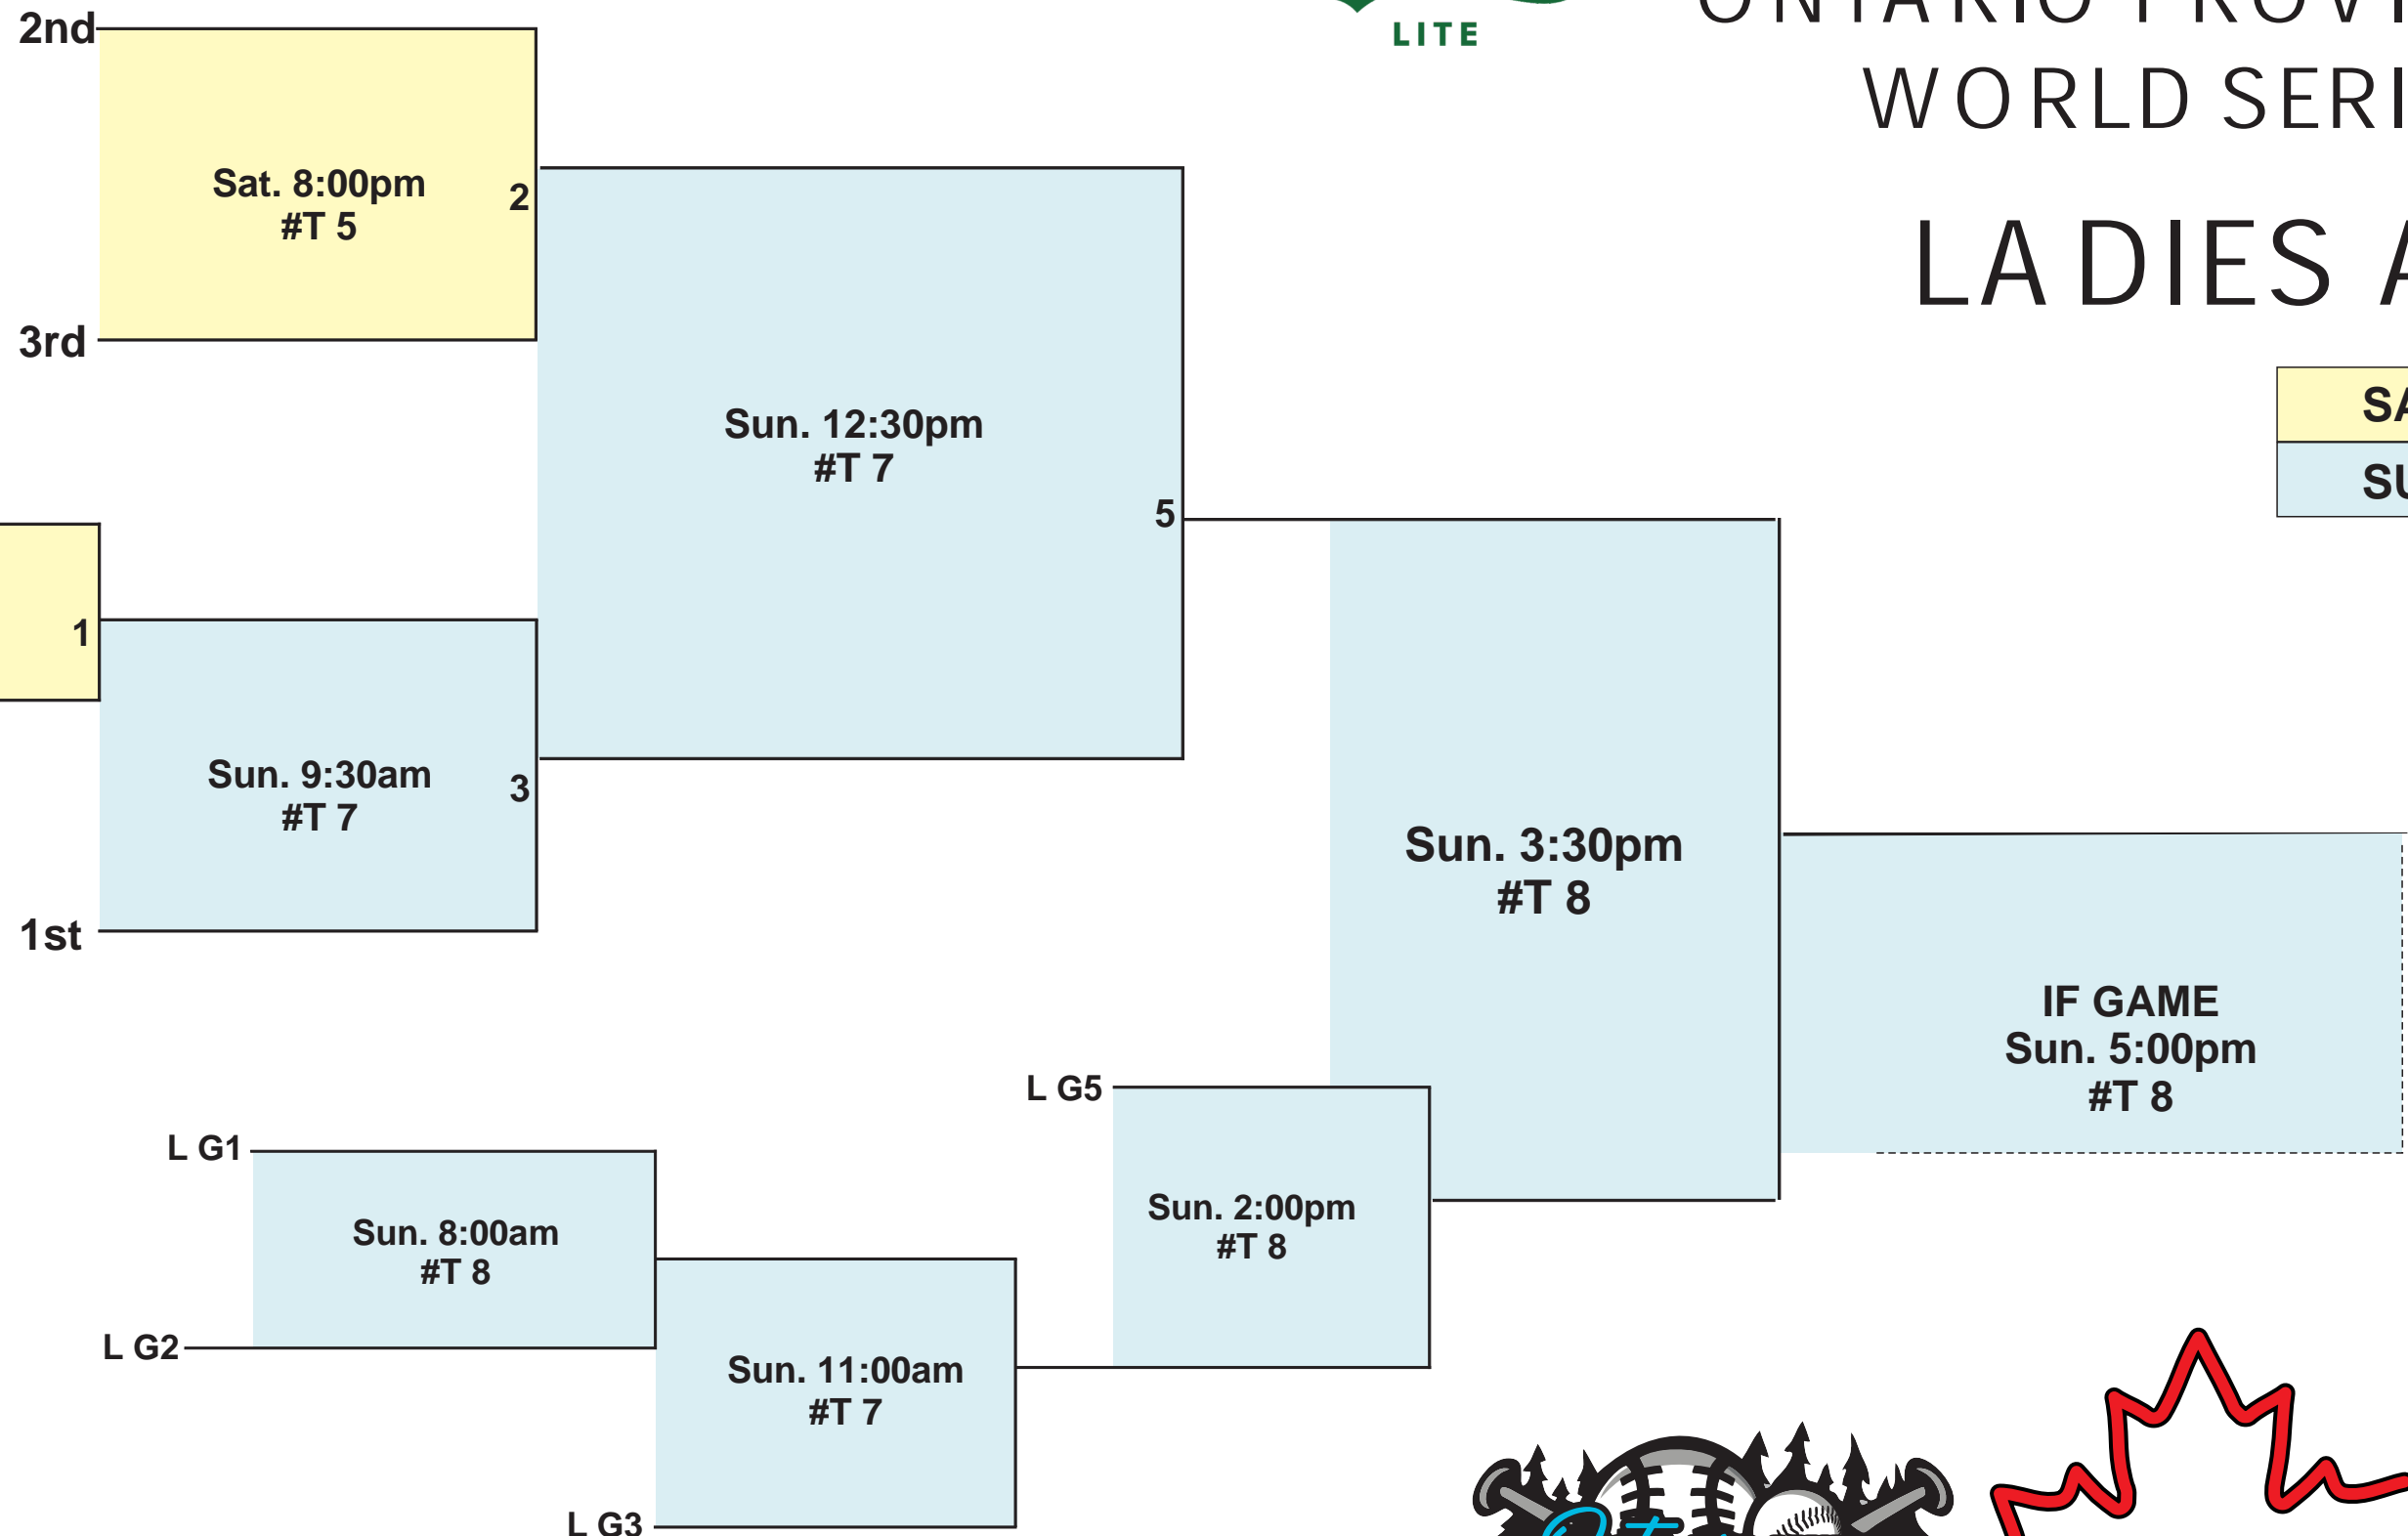 2nd
LITE
WORLD SERI
LADIES A
Sat. 8:00pm
#T 5
2
3rd
SA
SU
Sun. 12:30pm
#T 7
5
1
Sun. 9:30am
#T 7
3
1st
Sun. 3:30pm
#T 8
IF GAME
Sun. 5:00pm
#T 8
L G5
L G1
Sun. 8:00am
#T 8
Sun. 2:00pm
#T 8
L G2
Sun. 11:00am
#T 7
L G3